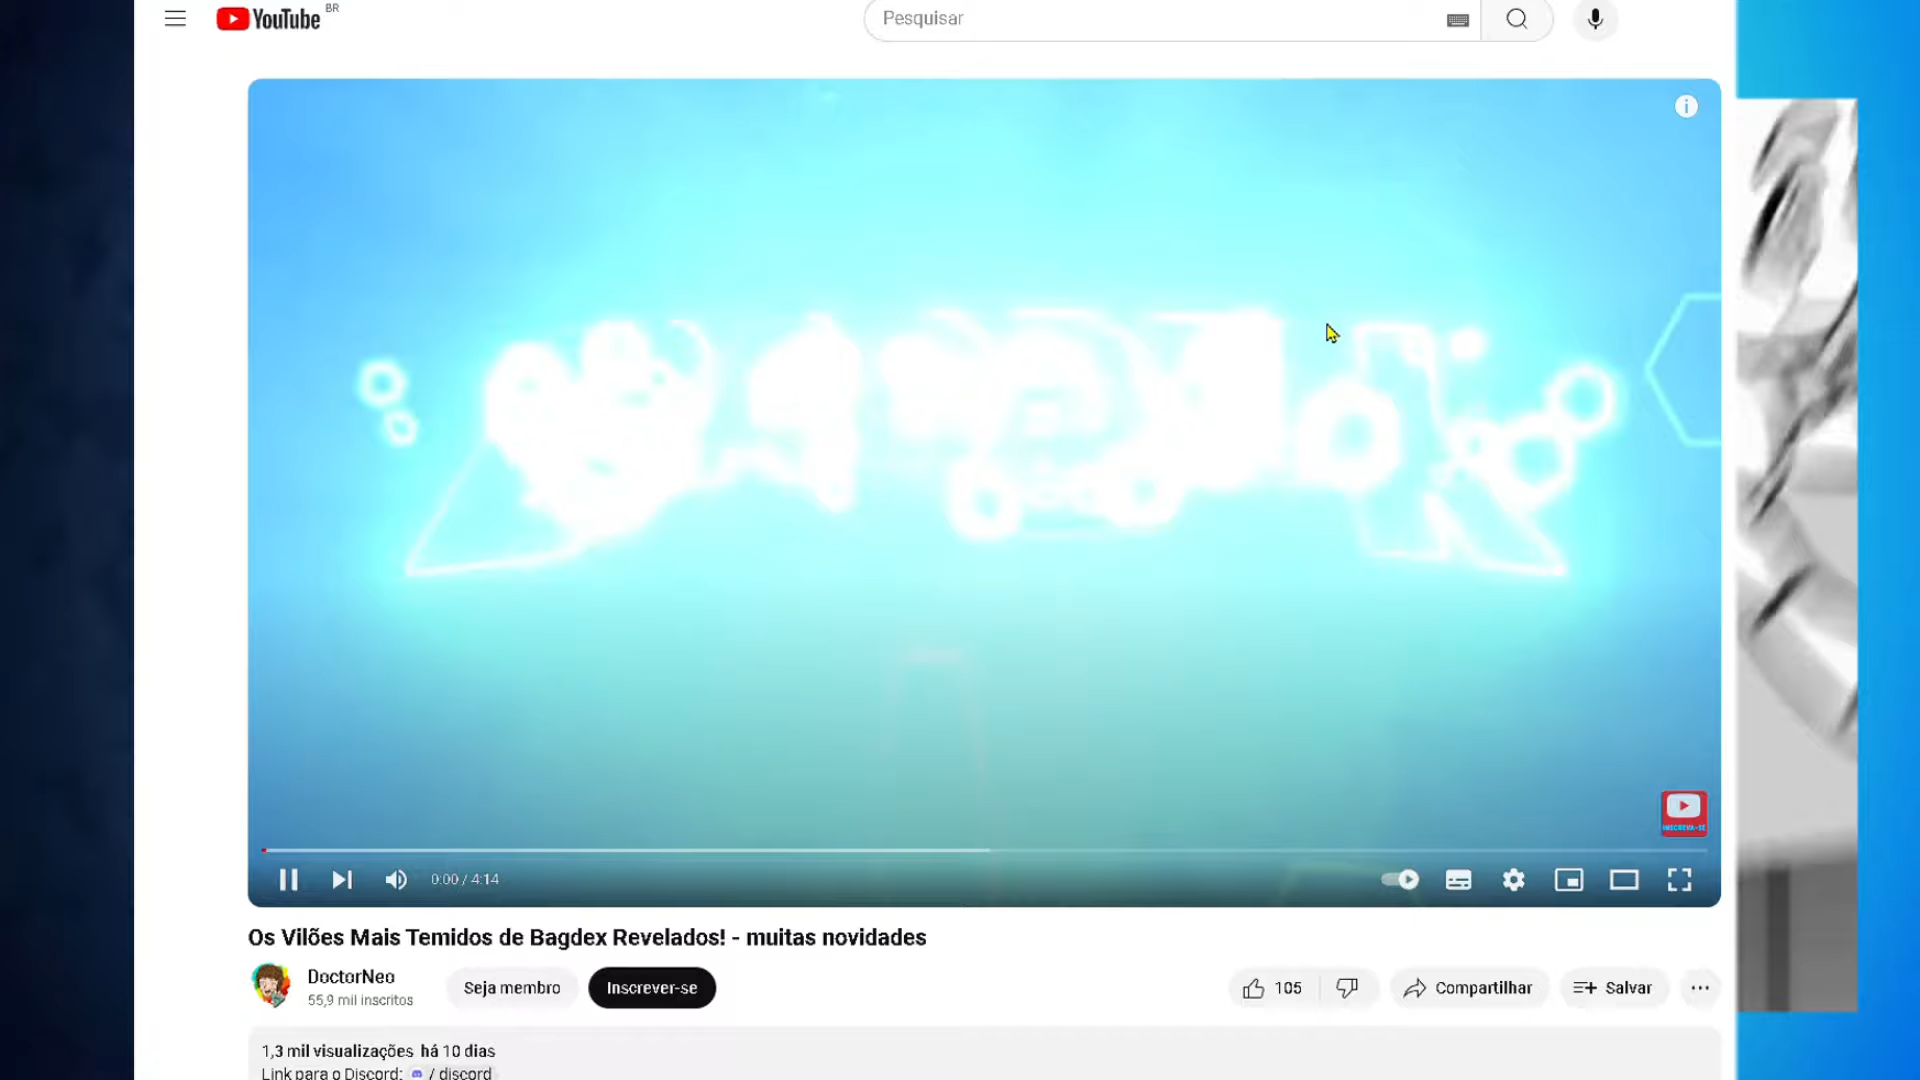 YouTube BR
Pesquisar
i
INSCREVA-SE
0:00 / 4:14
Os Vilões Mais Temidos de Bagdex Revelados! - muitas novidades
DoctorNeo
55,9 mil inscritos
Seja membro
Inscrever-se
105
Compartilhar
Salvar
1,3 mil visualizações há 10 dias
Link para o Discord: / discord